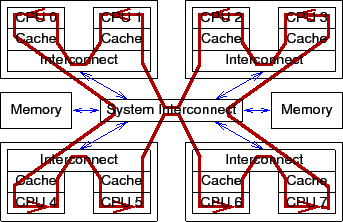 CPU 0 CPU 1 CPU 2 CPU 3
Cache Cache Cache Cache
Interconnect Interconnect
Memory System Interconnect Memory
Interconnect Interconnect
Cache Cache Cache Cache
CPU 4 CPU 5 CPU 6 CPU 7